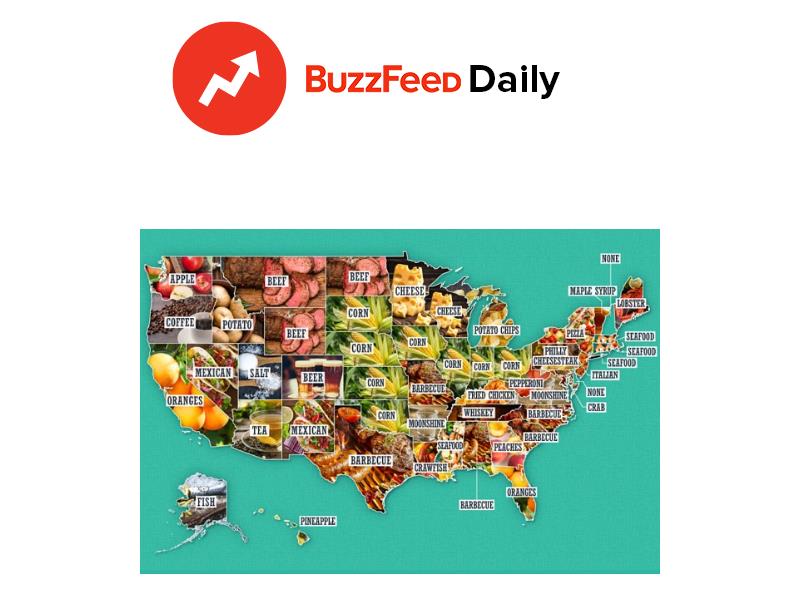 BuzzFeed Daily
NONE
APPLE
BEEF
BEEF
CHEESE
MAPLE SYRUP
LOBSTER
COFFEE
POTATO
BEEF
CORN
CHEESE
POTATO CHIPS
PIZZA
SEAFOOD
SEAFOOD
SEAFOOD
CORN
CORN
PHILLY
CHEESESTEAK
ITALIAN
MEXICAN
SALT
BEER
CORN
CORN
CORN
CORN
PEPPERONI
NONE
ORANGES
BARBECUE
FRIED CHICKEN
MOONSHINE
CRAB
TEA
MEXICAN
CORN
MOONSHINE
WHISKEY
BARBECUE
BARBECUE
BARBECUE
CRAWFISH
SEAFOOD
PEACHES
FISH
ORANGES
BARBECUE
PINEAPPLE